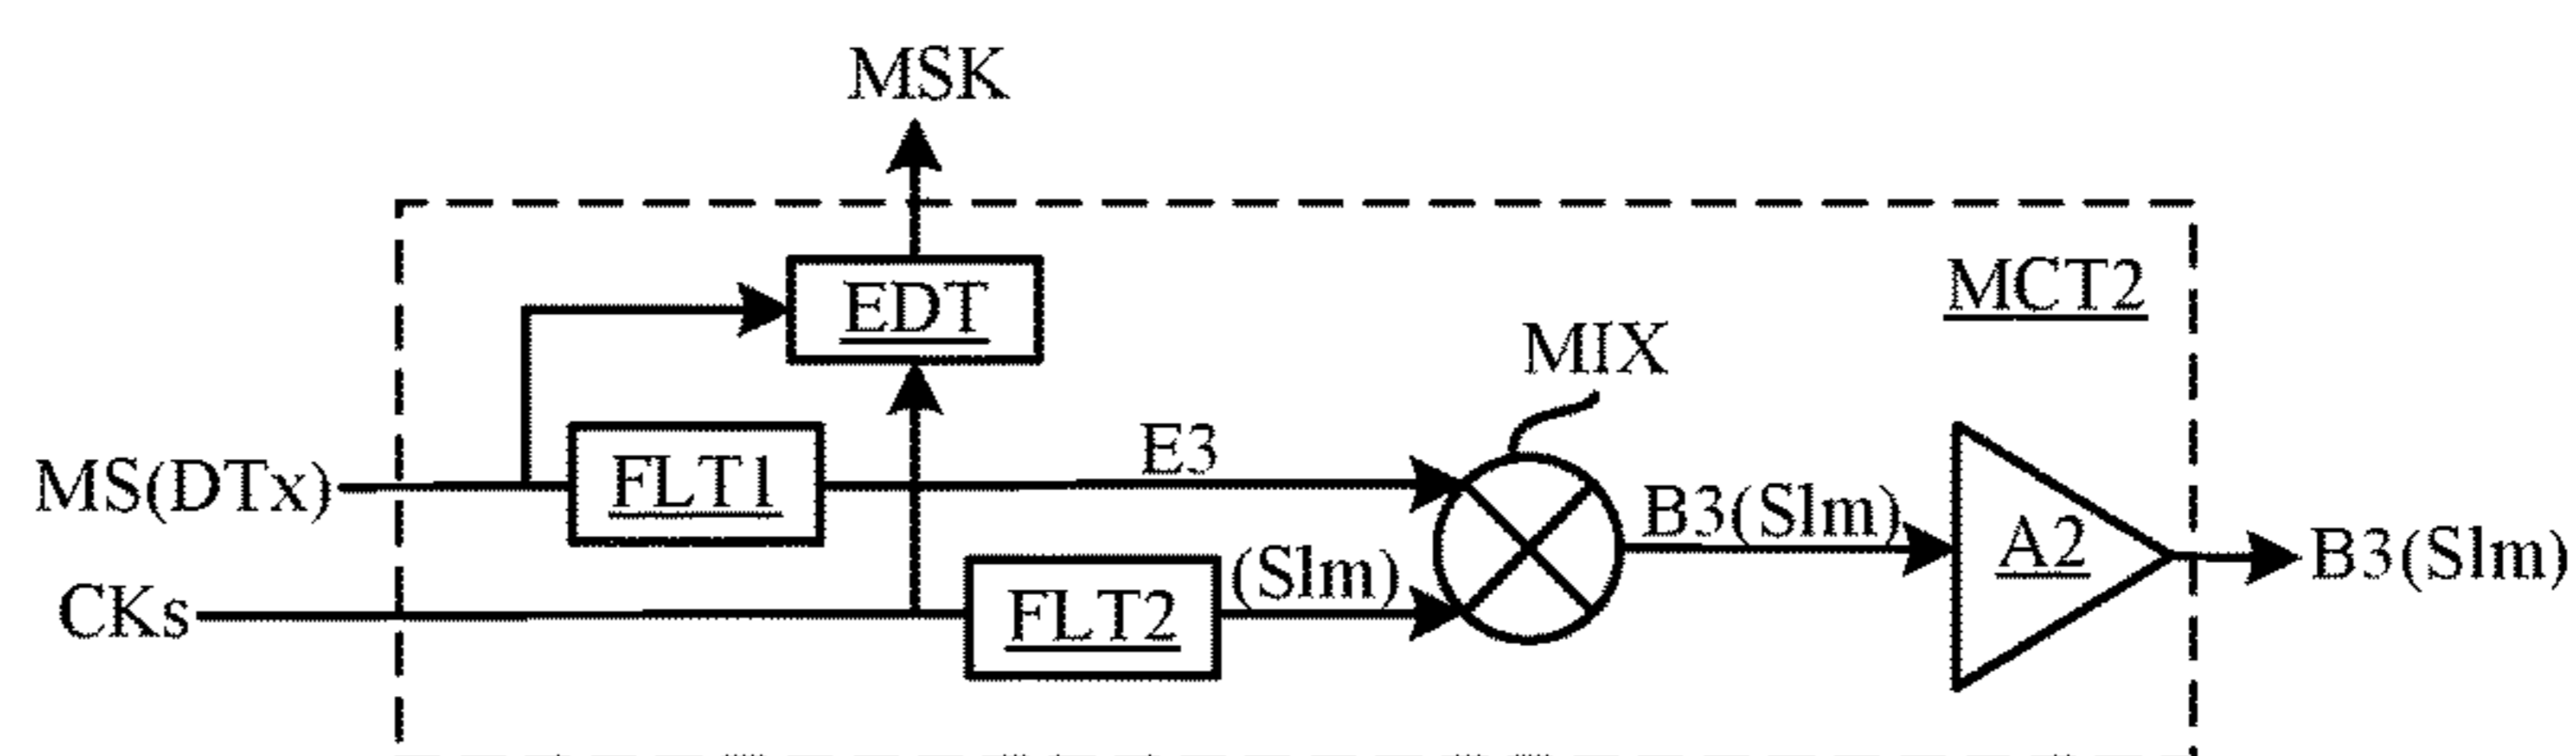 MSK
EDT
MCT2
MIX
MS(DTx)
FLT1
E3
B3(Slm)
A2
B3(Slm)
CKs
FLT2
(Slm)